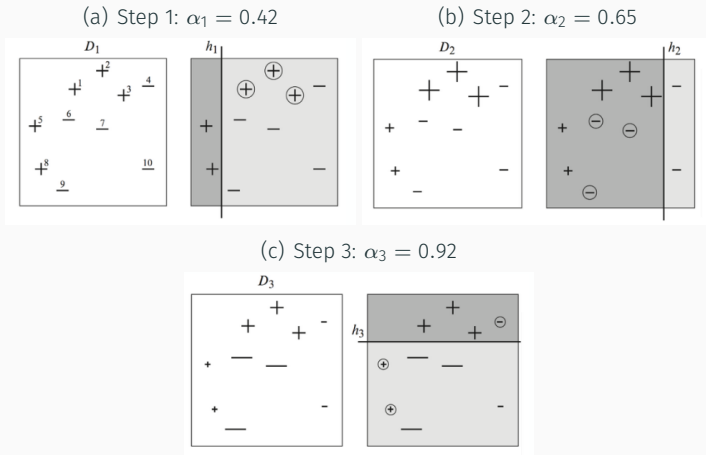 (a) Step 1: α₁ = 0.42
(b) Step 2: α₂ = 0.65
D₁
h₁
D₂
h₂
+ 1
+ 2
+ 3
− 4
+ 5
− 6
− 7
+ 8
− 9
− 10
(c) Step 3: α₃ = 0.92
D₃
h₃